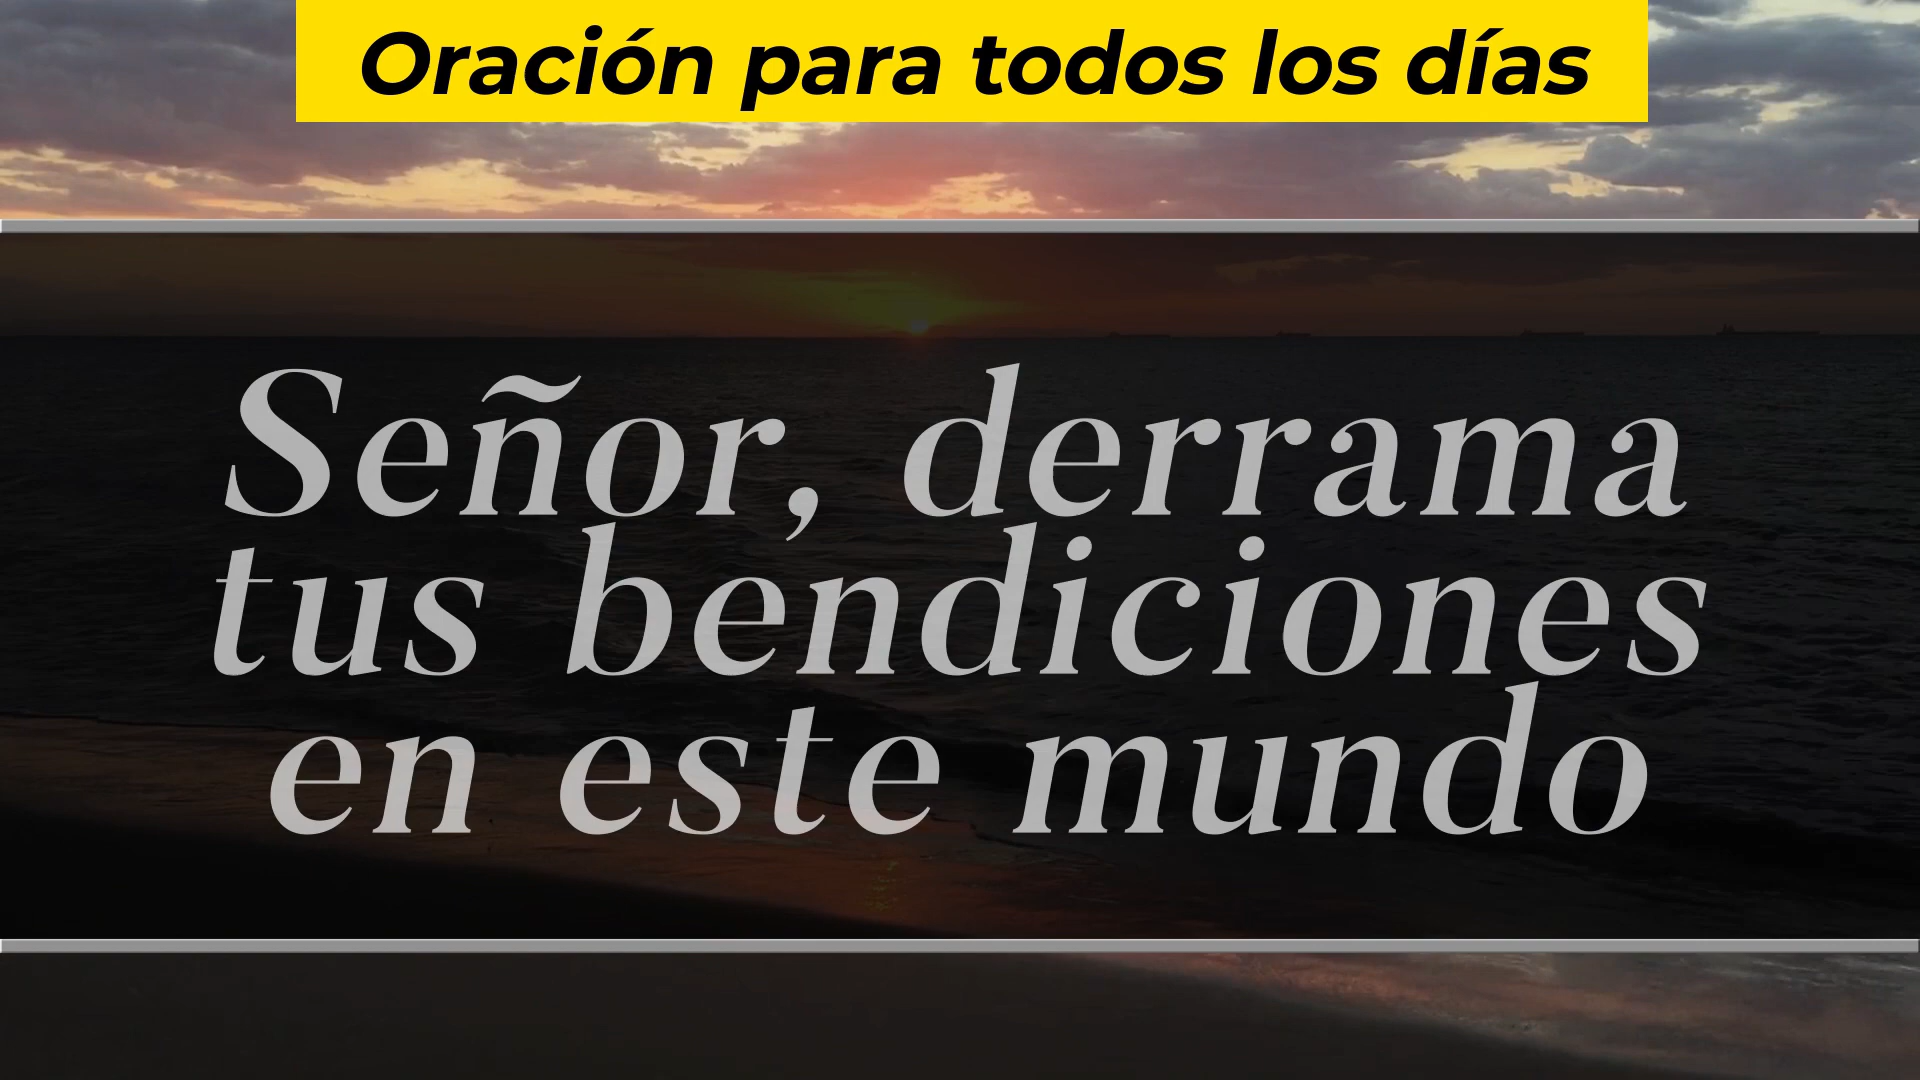 Oración para todos los días
Señor, derrama
tus bendiciones
en este mundo